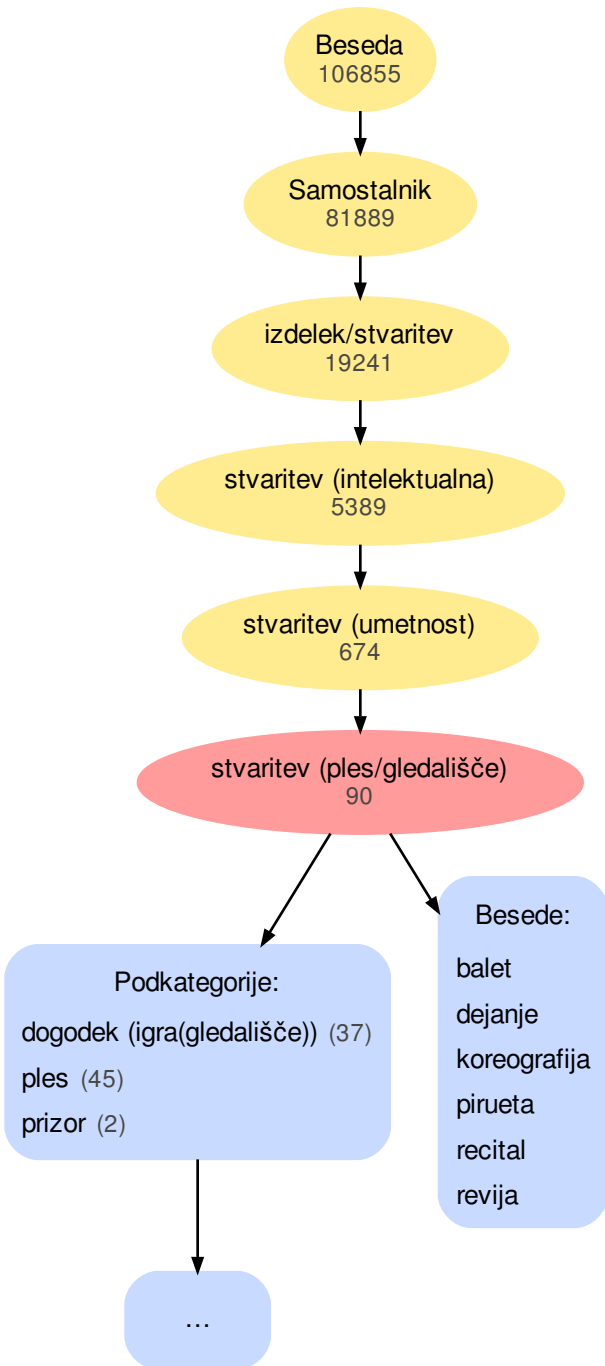 Beseda
106855
Samostalnik
81889
izdelek/stvaritev
19241
stvaritev (intelektualna)
5389
stvaritev (umetnost)
674
stvaritev (ples/gledališče)
90
Podkategorije:
dogodek (igra(gledališče)) (37)
ples (45)
prizor (2)
Besede:
balet
dejanje
koreografija
pirueta
recital
revija
...